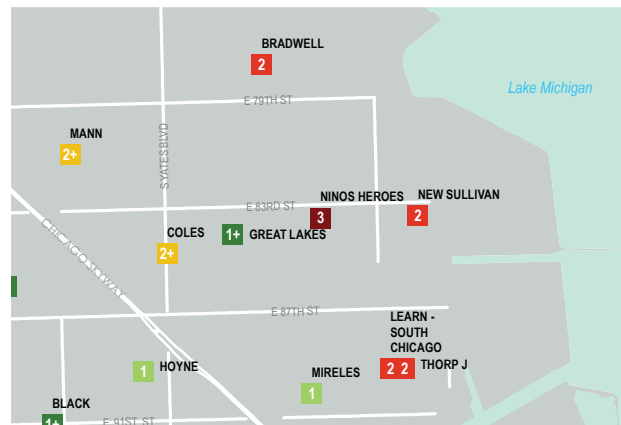 BRADWELL
2
Lake Michigan
E 79TH ST
MANN
2+
S YATES BLVD
NINOS HEROES
NEW SULLIVAN
E 83RD ST
3
2
COLES
1+
GREAT LAKES
2+
CHICAGO SKYWAY
E 87TH ST
LEARN -
SOUTH
CHICAGO
2 2
THORP J
HOYNE
1
MIRELES
1
BLACK
1+
E 91ST ST